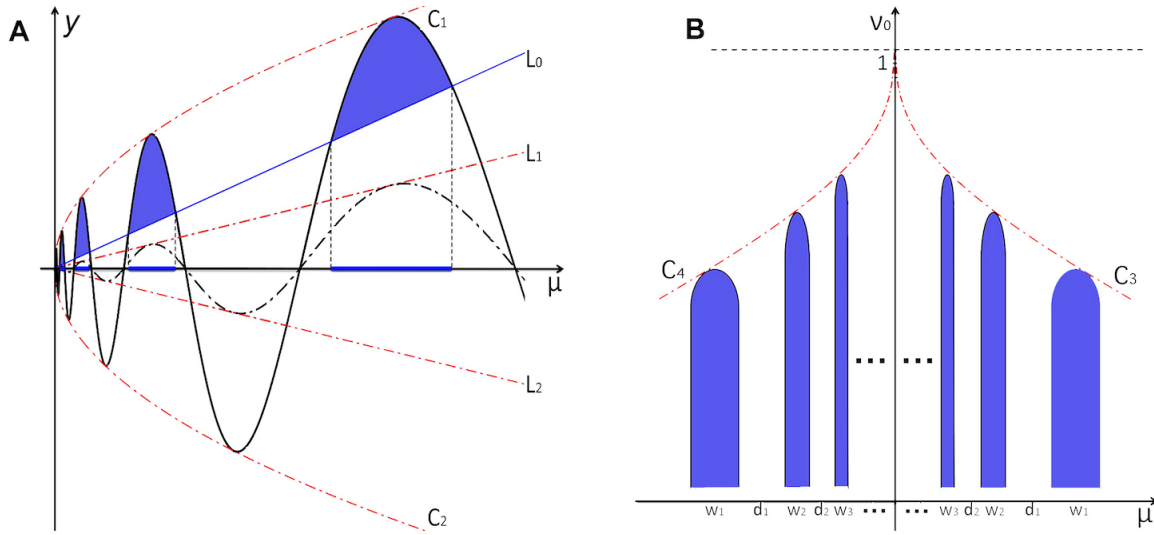 A
y
C₁
L₀
L₁
μ
L₂
C₂
B
ν₀
1
C₄
C₃
w₁ d₁ w₂ d₂ w₃ ... ... w₃ d₂ w₂ d₁ w₁
μ